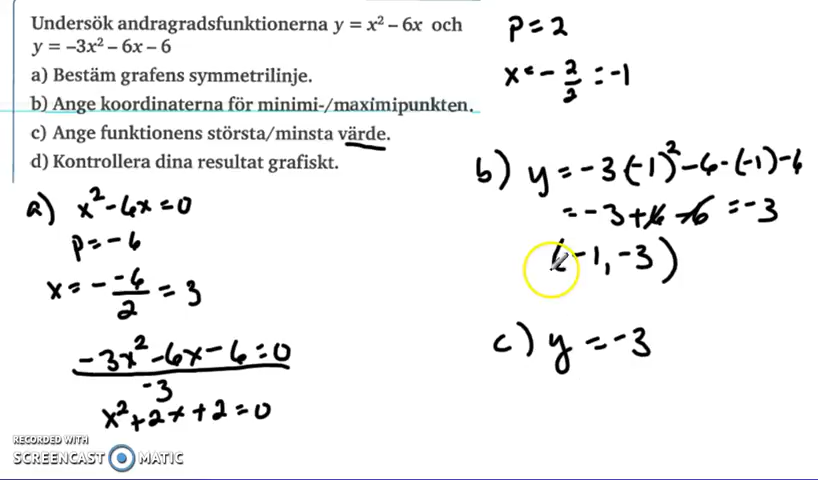 Undersök andragradsfunktionerna y = x² – 6x och
y = –3x² – 6x – 6
a) Bestäm grafens symmetrilinje.
b) Ange koordinaterna för minimi-/maximipunkten.
c) Ange funktionens största/minsta värde.
d) Kontrollera dina resultat grafiskt.
a) x² - 6x = 0
p = -6
x = - -6/2 = 3
-3x² - 6x - 6 = 0
-3
x² + 2x + 2 = 0
p = 2
x = - 2/2 = -1
b) y = -3(-1)² - 6 · (-1) - 6
= -3 + 6 - 6 = -3
(-1, -3)
c) y = -3
RECORDED WITH
SCREENCAST MATIC